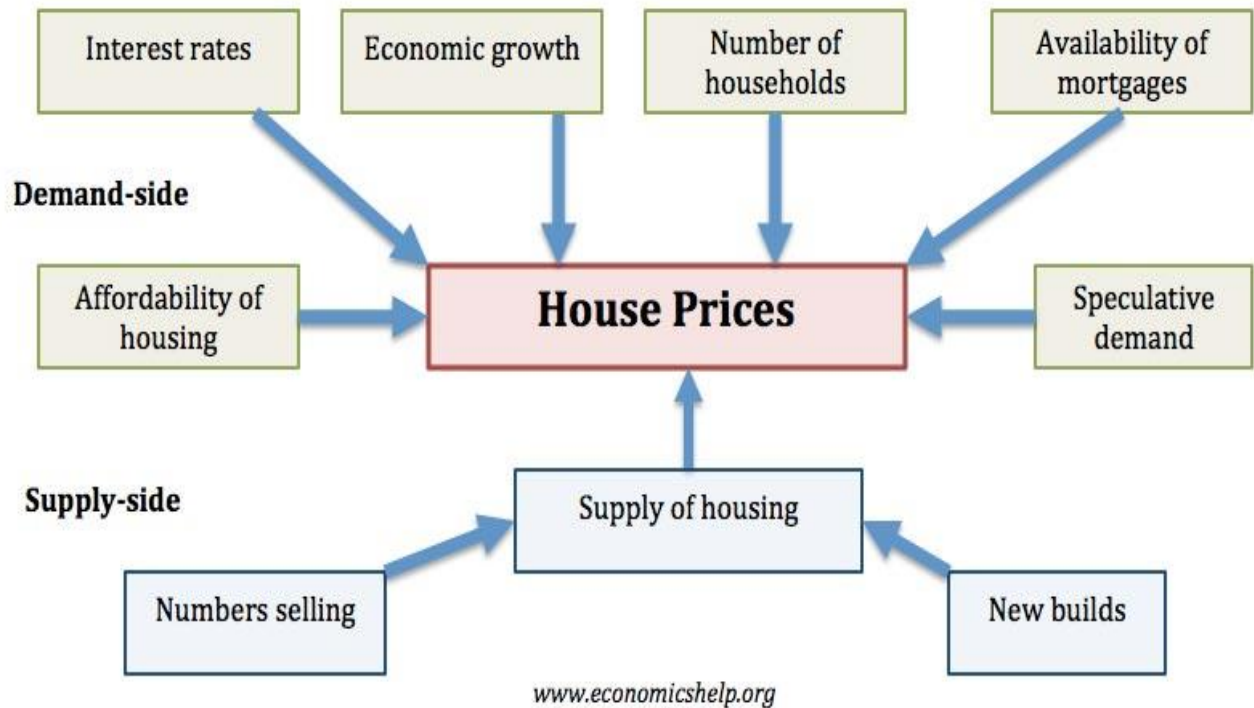 Interest rates
Economic growth
Number of
households
Availability of
mortgages
Demand-side
Affordability of
housing
House Prices
Speculative
demand
Supply-side
Supply of housing
Numbers selling
New builds
www.economicshelp.org